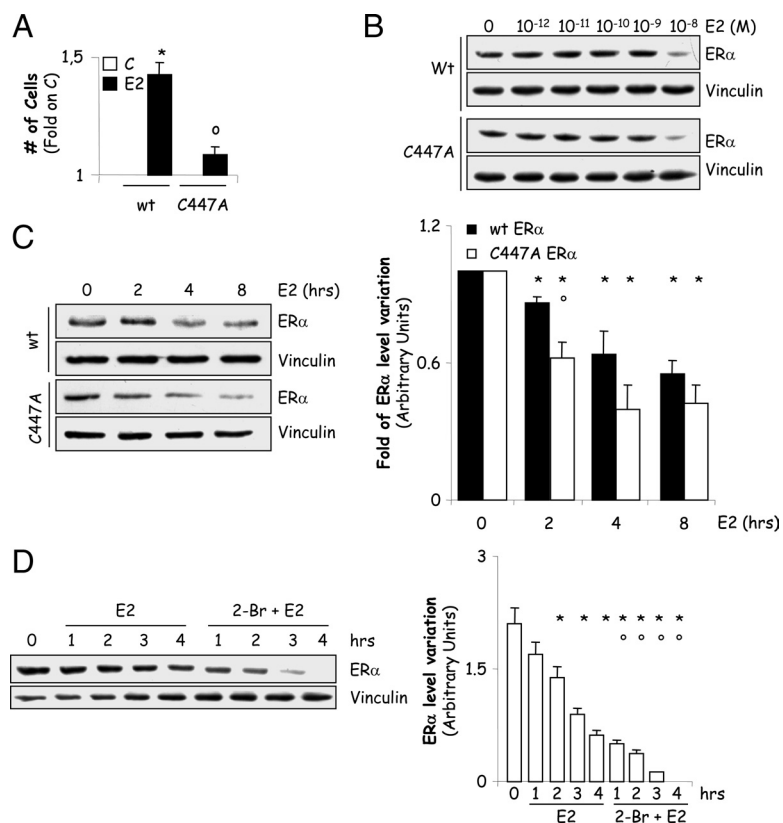 A
1,5
# of Cells
(Fold on C)
C
E2
*
o
1
wt
C447A
B
0 10-12 10-11 10-10 10-9 10-8 E2 (M)
Wt
ERα
Vinculin
C447A
ERα
Vinculin
C
0 2 4 8 E2 (hrs)
wt
ERα
Vinculin
C447A
ERα
Vinculin
1.2
wt ERα
C447A ERα
* * * * * *
o
0.6
Fold of ERα level variation
(Arbitrary Units)
0
0 2 4 8 E2 (hrs)
D
E2 2-Br + E2
0 1 2 3 4 1 2 3 4 hrs
ERα
Vinculin
3
* * * * * * *
o o o o
1.5
ERα level variation
(Arbitrary Units)
0
0 1 2 3 4 1 2 3 4 hrs
E2 2-Br + E2